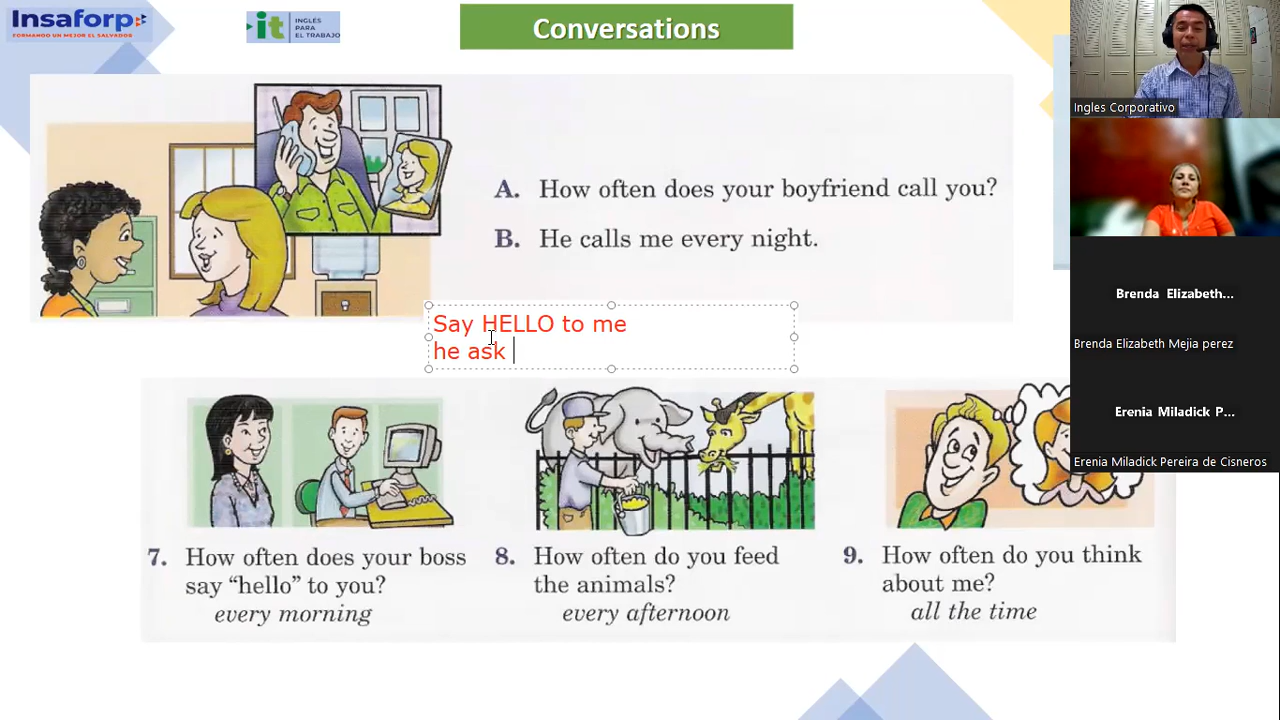 Insaforp
FORMANDO UN MEJOR EL SALVADOR
it
INGLÉS
PARA
EL TRABAJO
Conversations
A. How often does your boyfriend call you?
B. He calls me every night.
Say HELLO to me
he ask
7. How often does your boss
say “hello” to you?
every morning
8. How often do you feed
the animals?
every afternoon
9. How often do you think
about me?
all the time
Ingles Corporativo
Brenda Elizabeth...
Brenda Elizabeth Mejia perez
Erenia Miladick P...
Erenia Miladick Pereira de Cisneros